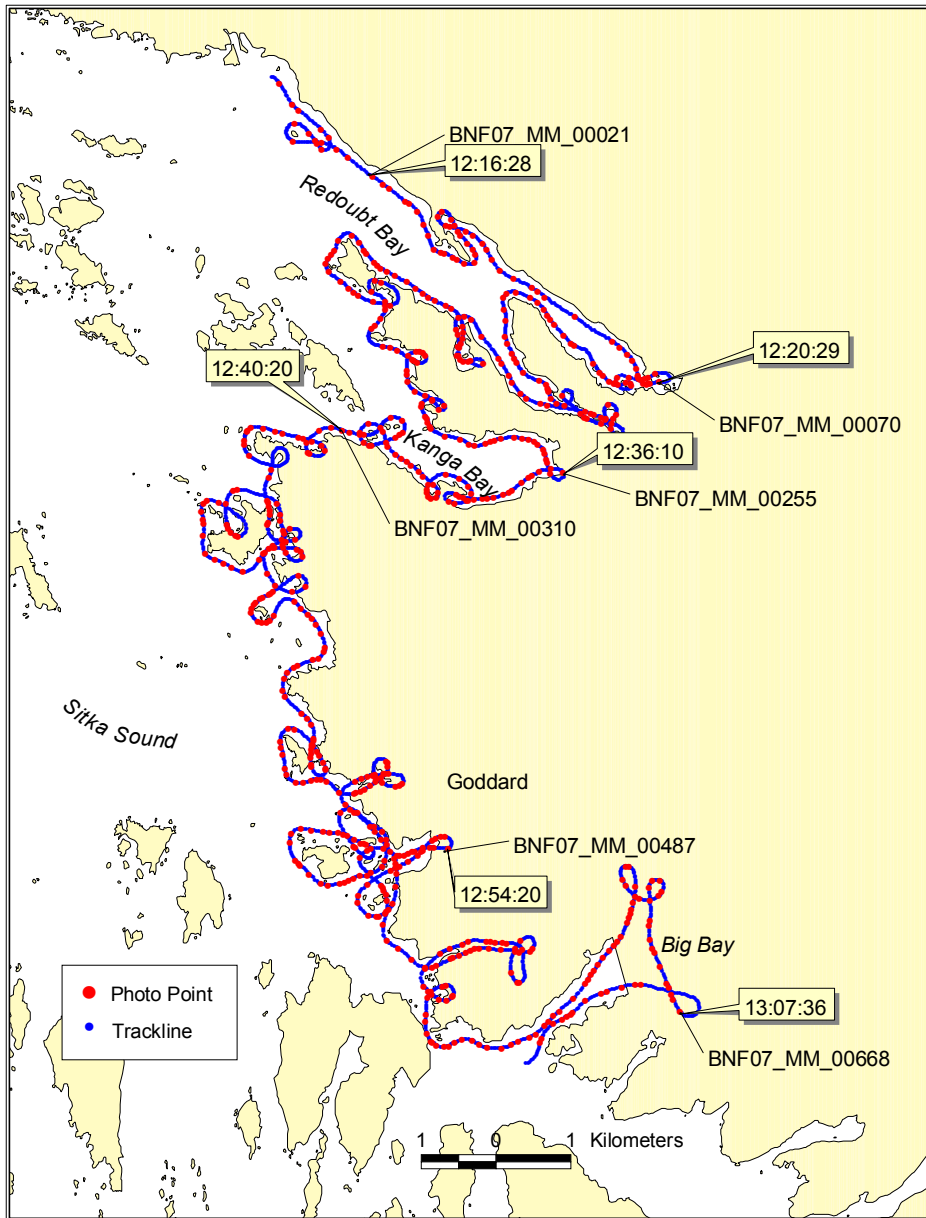 BNF07_MM_00021
12:16:28
Redoubt Bay
12:20:29
12:40:20
BNF07_MM_00070
Kanga Bay
12:36:10
BNF07_MM_00255
BNF07_MM_00310
Sitka Sound
Goddard
BNF07_MM_00487
12:54:20
Big Bay
Photo Point
Trackline
13:07:36
BNF07_MM_00668
1 0 1 Kilometers